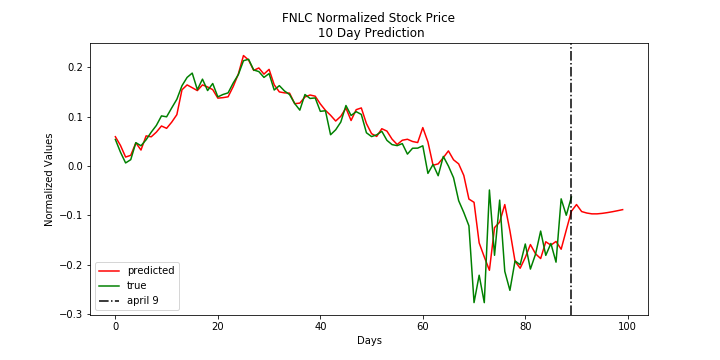 FNLC Normalized Stock Price
10 Day Prediction
Normalized Values
0.2
0.1
0.0
−0.1
−0.2
−0.3
predicted
true
april 9
0 20 40 60 80 100
Days